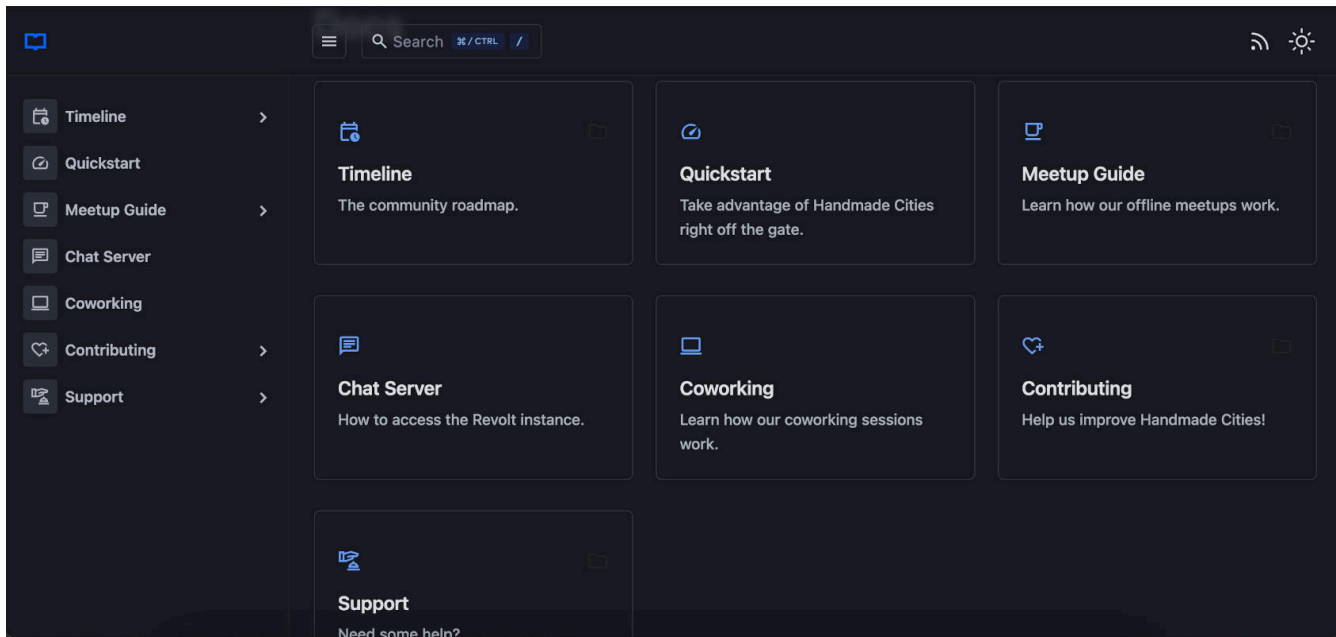 Docs
Search ⌘/CTRL /
Timeline
Quickstart
Meetup Guide
Chat Server
Coworking
Contributing
Support
Timeline
The community roadmap.
Quickstart
Take advantage of Handmade Cities
right off the gate.
Meetup Guide
Learn how our offline meetups work.
Chat Server
How to access the Revolt instance.
Coworking
Learn how our coworking sessions
work.
Contributing
Help us improve Handmade Cities!
Support
Need some help?